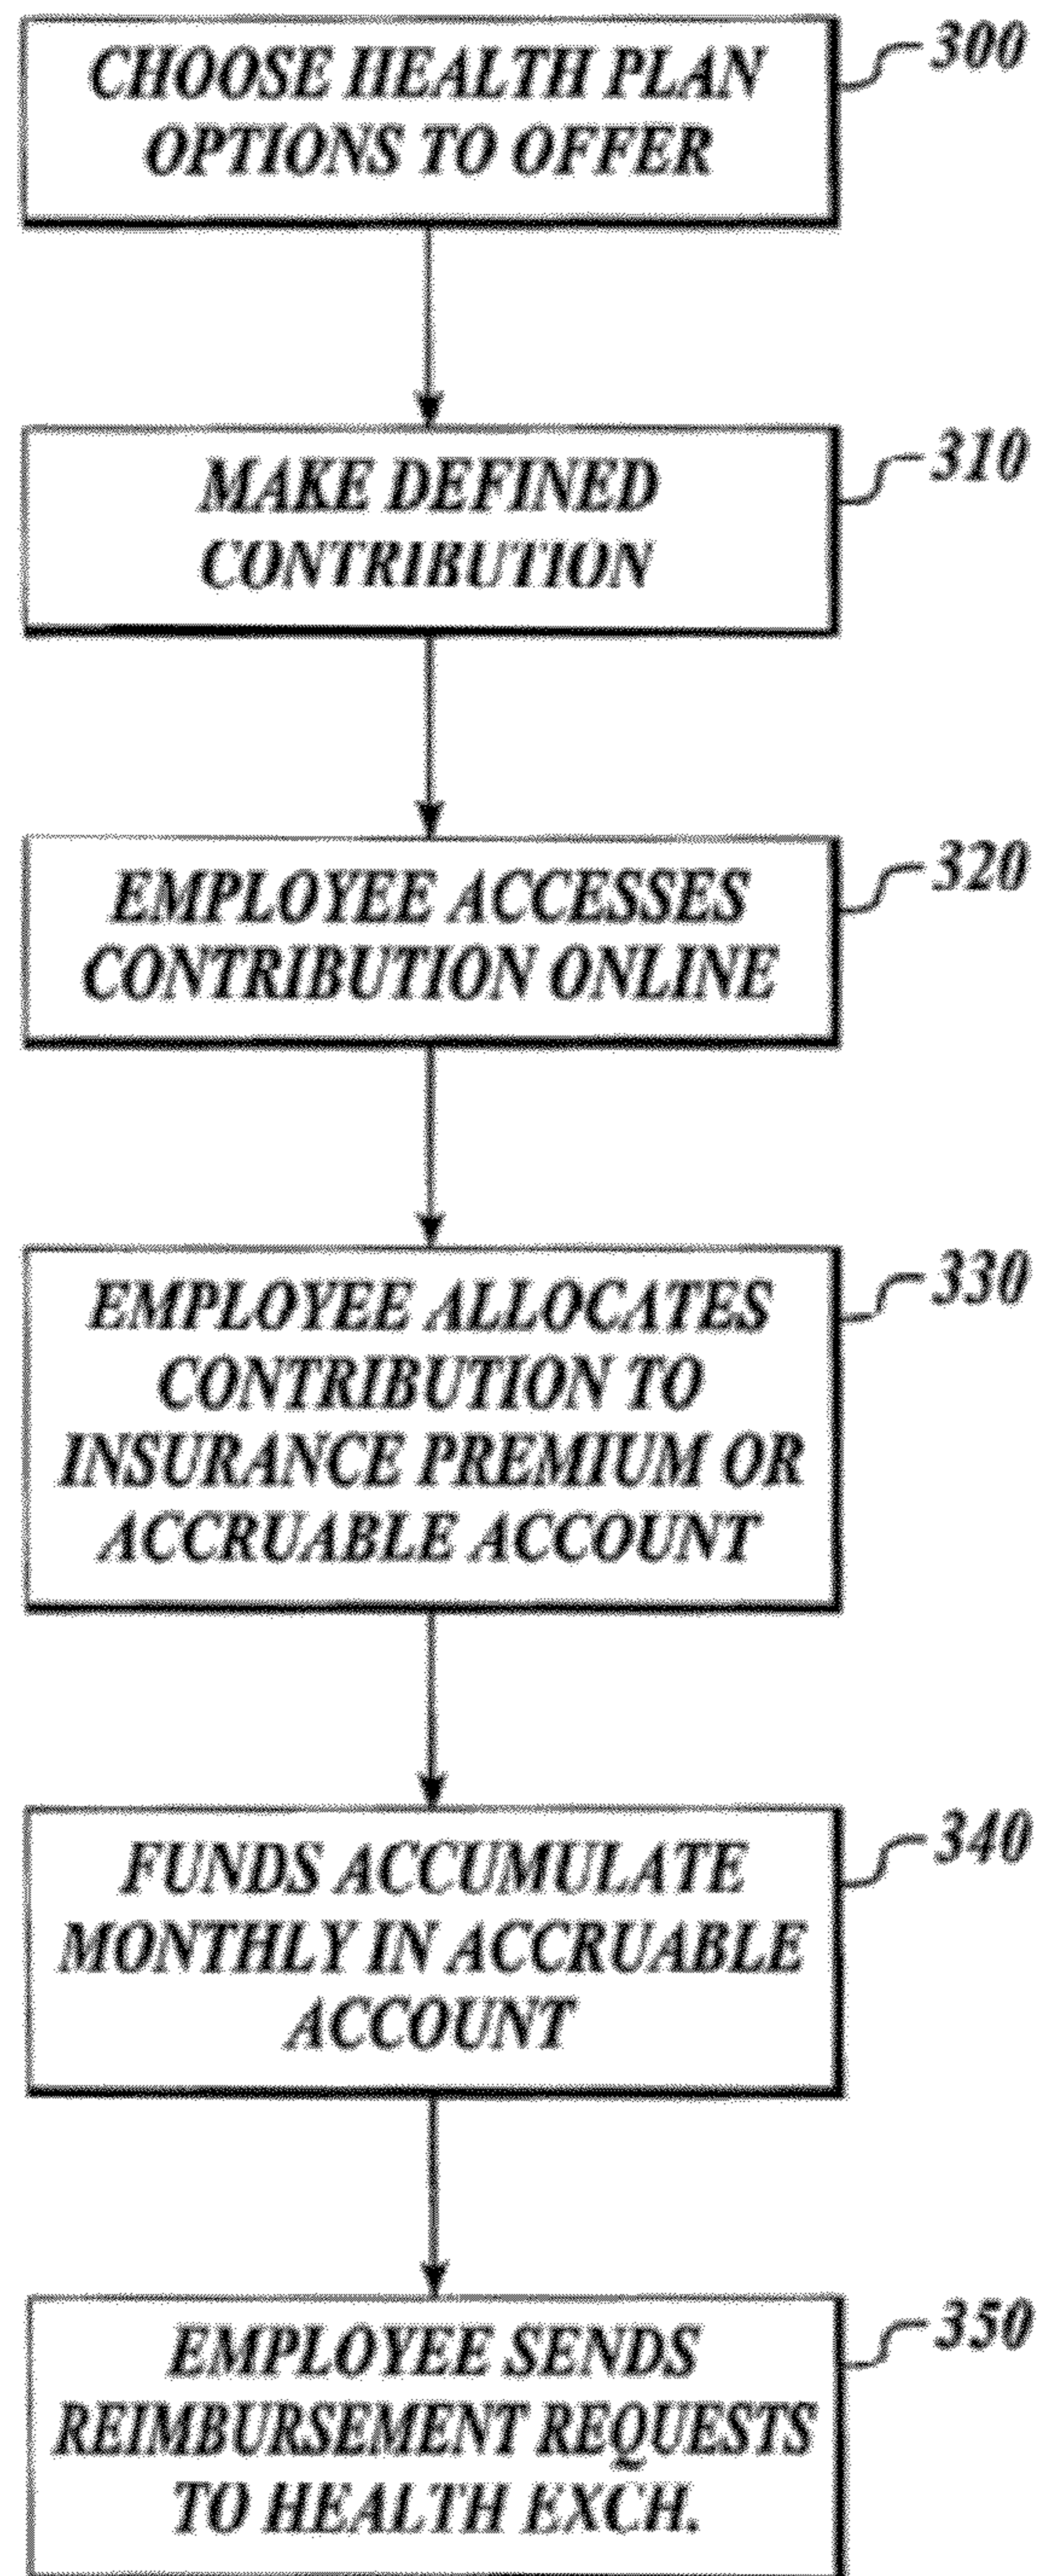 CHOOSE HEALTH PLAN
OPTIONS TO OFFER
300
MAKE DEFINED
CONTRIBUTION
310
EMPLOYEE ACCESSES
CONTRIBUTION ONLINE
320
EMPLOYEE ALLOCATES
CONTRIBUTION TO
INSURANCE PREMIUM OR
ACCRUABLE ACCOUNT
330
FUNDS ACCUMULATE
MONTHLY IN ACCRUABLE
ACCOUNT
340
EMPLOYEE SENDS
REIMBURSEMENT REQUESTS
TO HEALTH EXCH.
350